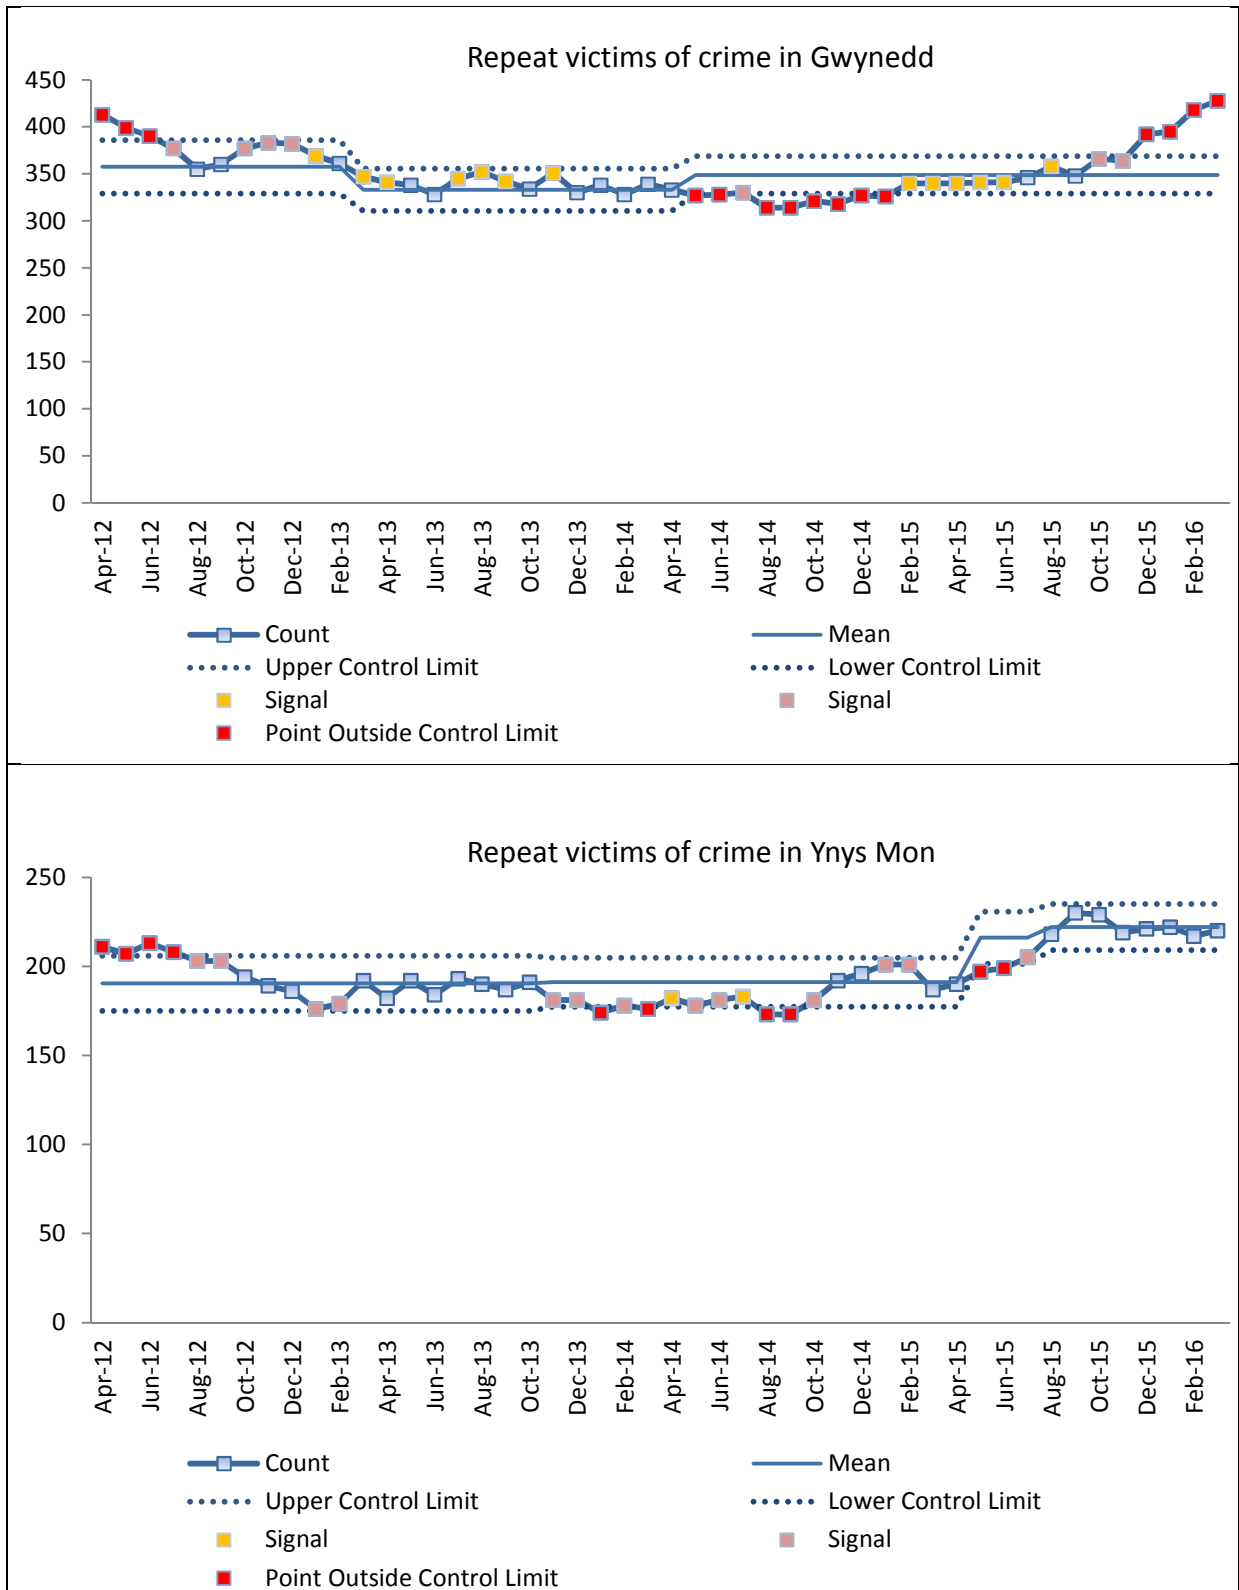 Repeat victims of crime in Gwynedd
450
400
350
300
250
200
150
100
50
0
Apr-12 Jun-12 Aug-12 Oct-12 Dec-12 Feb-13 Apr-13 Jun-13 Aug-13 Oct-13 Dec-13 Feb-14 Apr-14 Jun-14 Aug-14 Oct-14 Dec-14 Feb-15 Apr-15 Jun-15 Aug-15 Oct-15 Dec-15 Feb-16
Count Mean
Upper Control Limit Lower Control Limit
Signal Signal
Point Outside Control Limit
Repeat victims of crime in Ynys Mon
250
200
150
100
50
0
Apr-12 Jun-12 Aug-12 Oct-12 Dec-12 Feb-13 Apr-13 Jun-13 Aug-13 Oct-13 Dec-13 Feb-14 Apr-14 Jun-14 Aug-14 Oct-14 Dec-14 Feb-15 Apr-15 Jun-15 Aug-15 Oct-15 Dec-15 Feb-16
Count Mean
Upper Control Limit Lower Control Limit
Signal Signal
Point Outside Control Limit